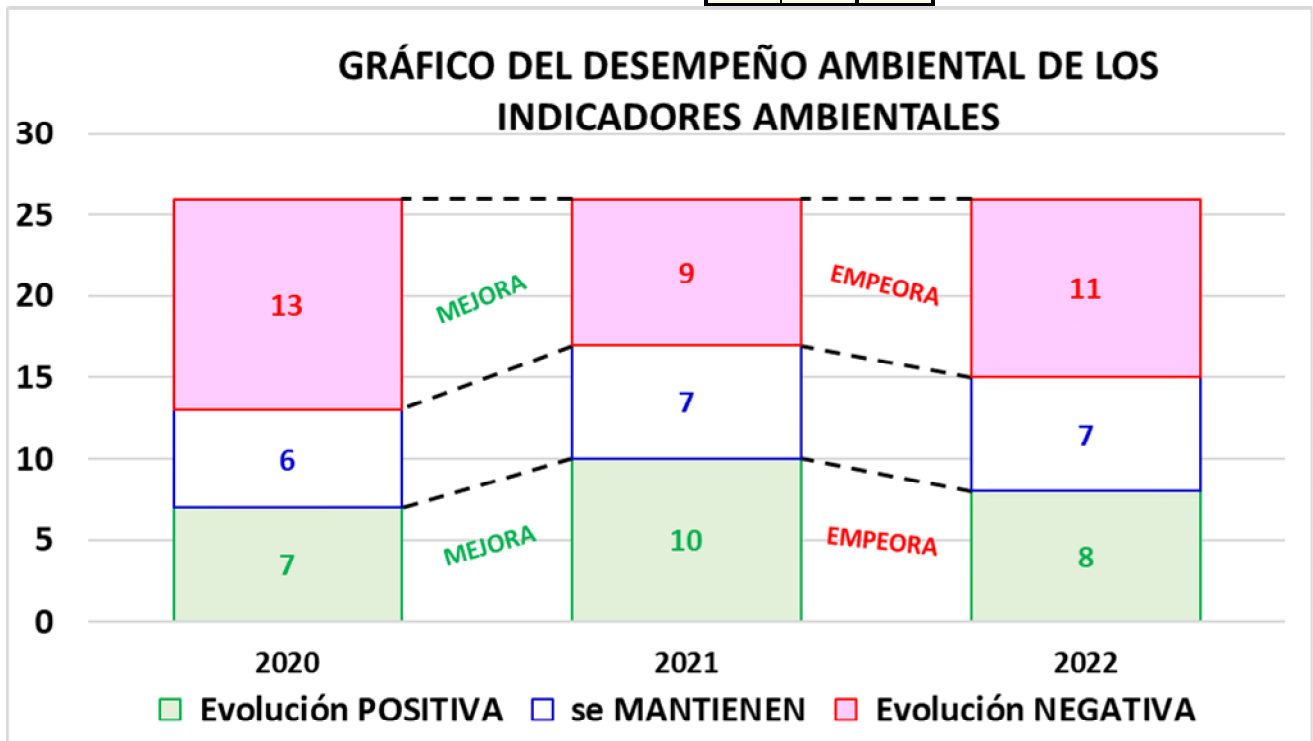 GRÁFICO DEL DESEMPEÑO AMBIENTAL DE LOS
INDICADORES AMBIENTALES
30
25
20
15
10
5
0
13
6
7
MEJORA
MEJORA
9
7
10
EMPEORA
EMPEORA
11
7
8
2020
2021
2022
Evolución POSITIVA
se MANTIENEN
Evolución NEGATIVA